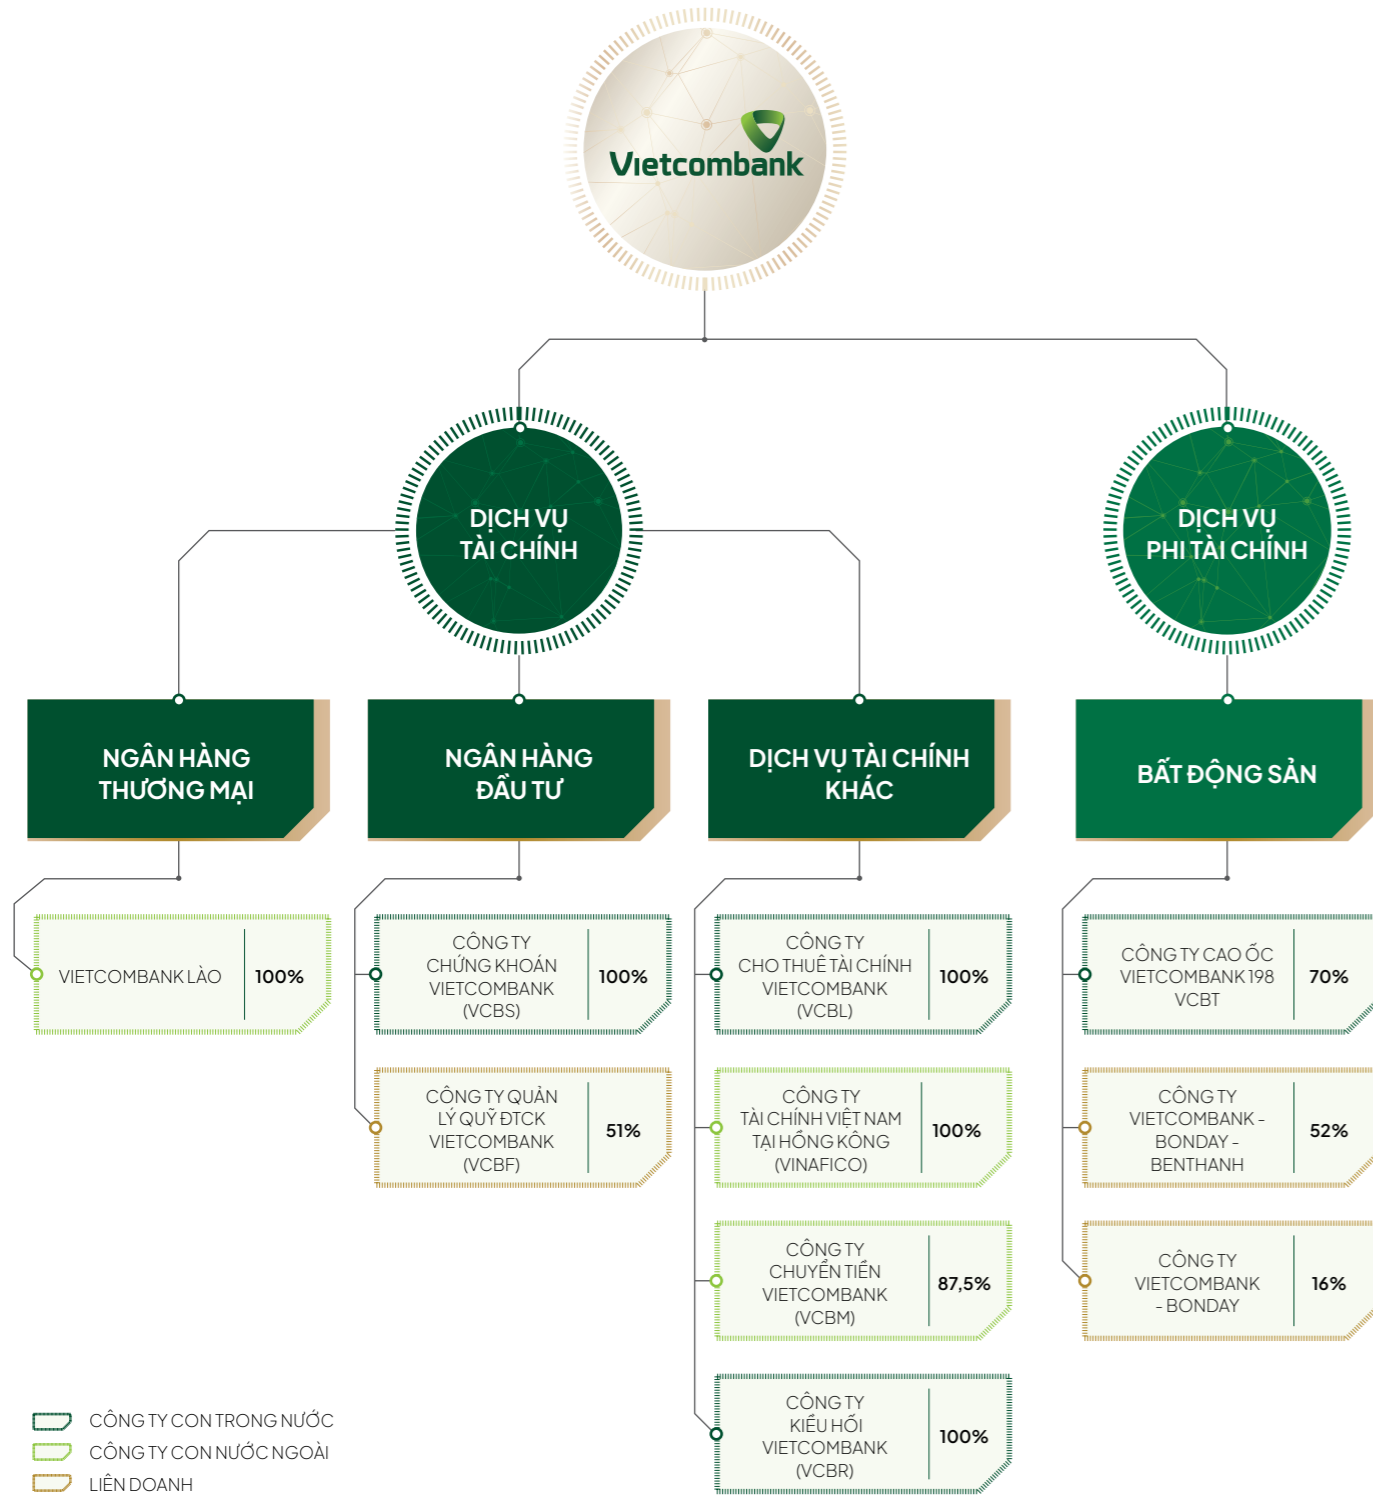 Vietcombank
DỊCH VỤ
TÀI CHÍNH
DỊCH VỤ
PHI TÀI CHÍNH
NGÂN HÀNG
THƯƠNG MẠI
NGÂN HÀNG
ĐẦU TƯ
DỊCH VỤ TÀI CHÍNH
KHÁC
BẤT ĐỘNG SẢN
VIETCOMBANK LÀO
100%
CÔNG TY
CHỨNG KHOÁN
VIETCOMBANK
(VCBS)
100%
CÔNG TY QUẢN
LÝ QUỸ ĐTCK
VIETCOMBANK
(VCBF)
51%
CÔNG TY
CHO THUÊ TÀI CHÍNH
VIETCOMBANK
(VCBL)
100%
CÔNG TY
TÀI CHÍNH VIỆT NAM
TẠI HỒNG KÔNG
(VINAFICO)
100%
CÔNG TY
CHUYỂN TIỀN
VIETCOMBANK
(VCBM)
87,5%
CÔNG TY
KIỀU HỐI
VIETCOMBANK
(VCBR)
100%
CÔNG TY CAO ỐC
VIETCOMBANK 198
VCBT
70%
CÔNG TY
VIETCOMBANK -
BONDAY -
BENTHANH
52%
CÔNG TY
VIETCOMBANK
- BONDAY
16%
CÔNG TY CON TRONG NƯỚC
CÔNG TY CON NƯỚC NGOÀI
LIÊN DOANH